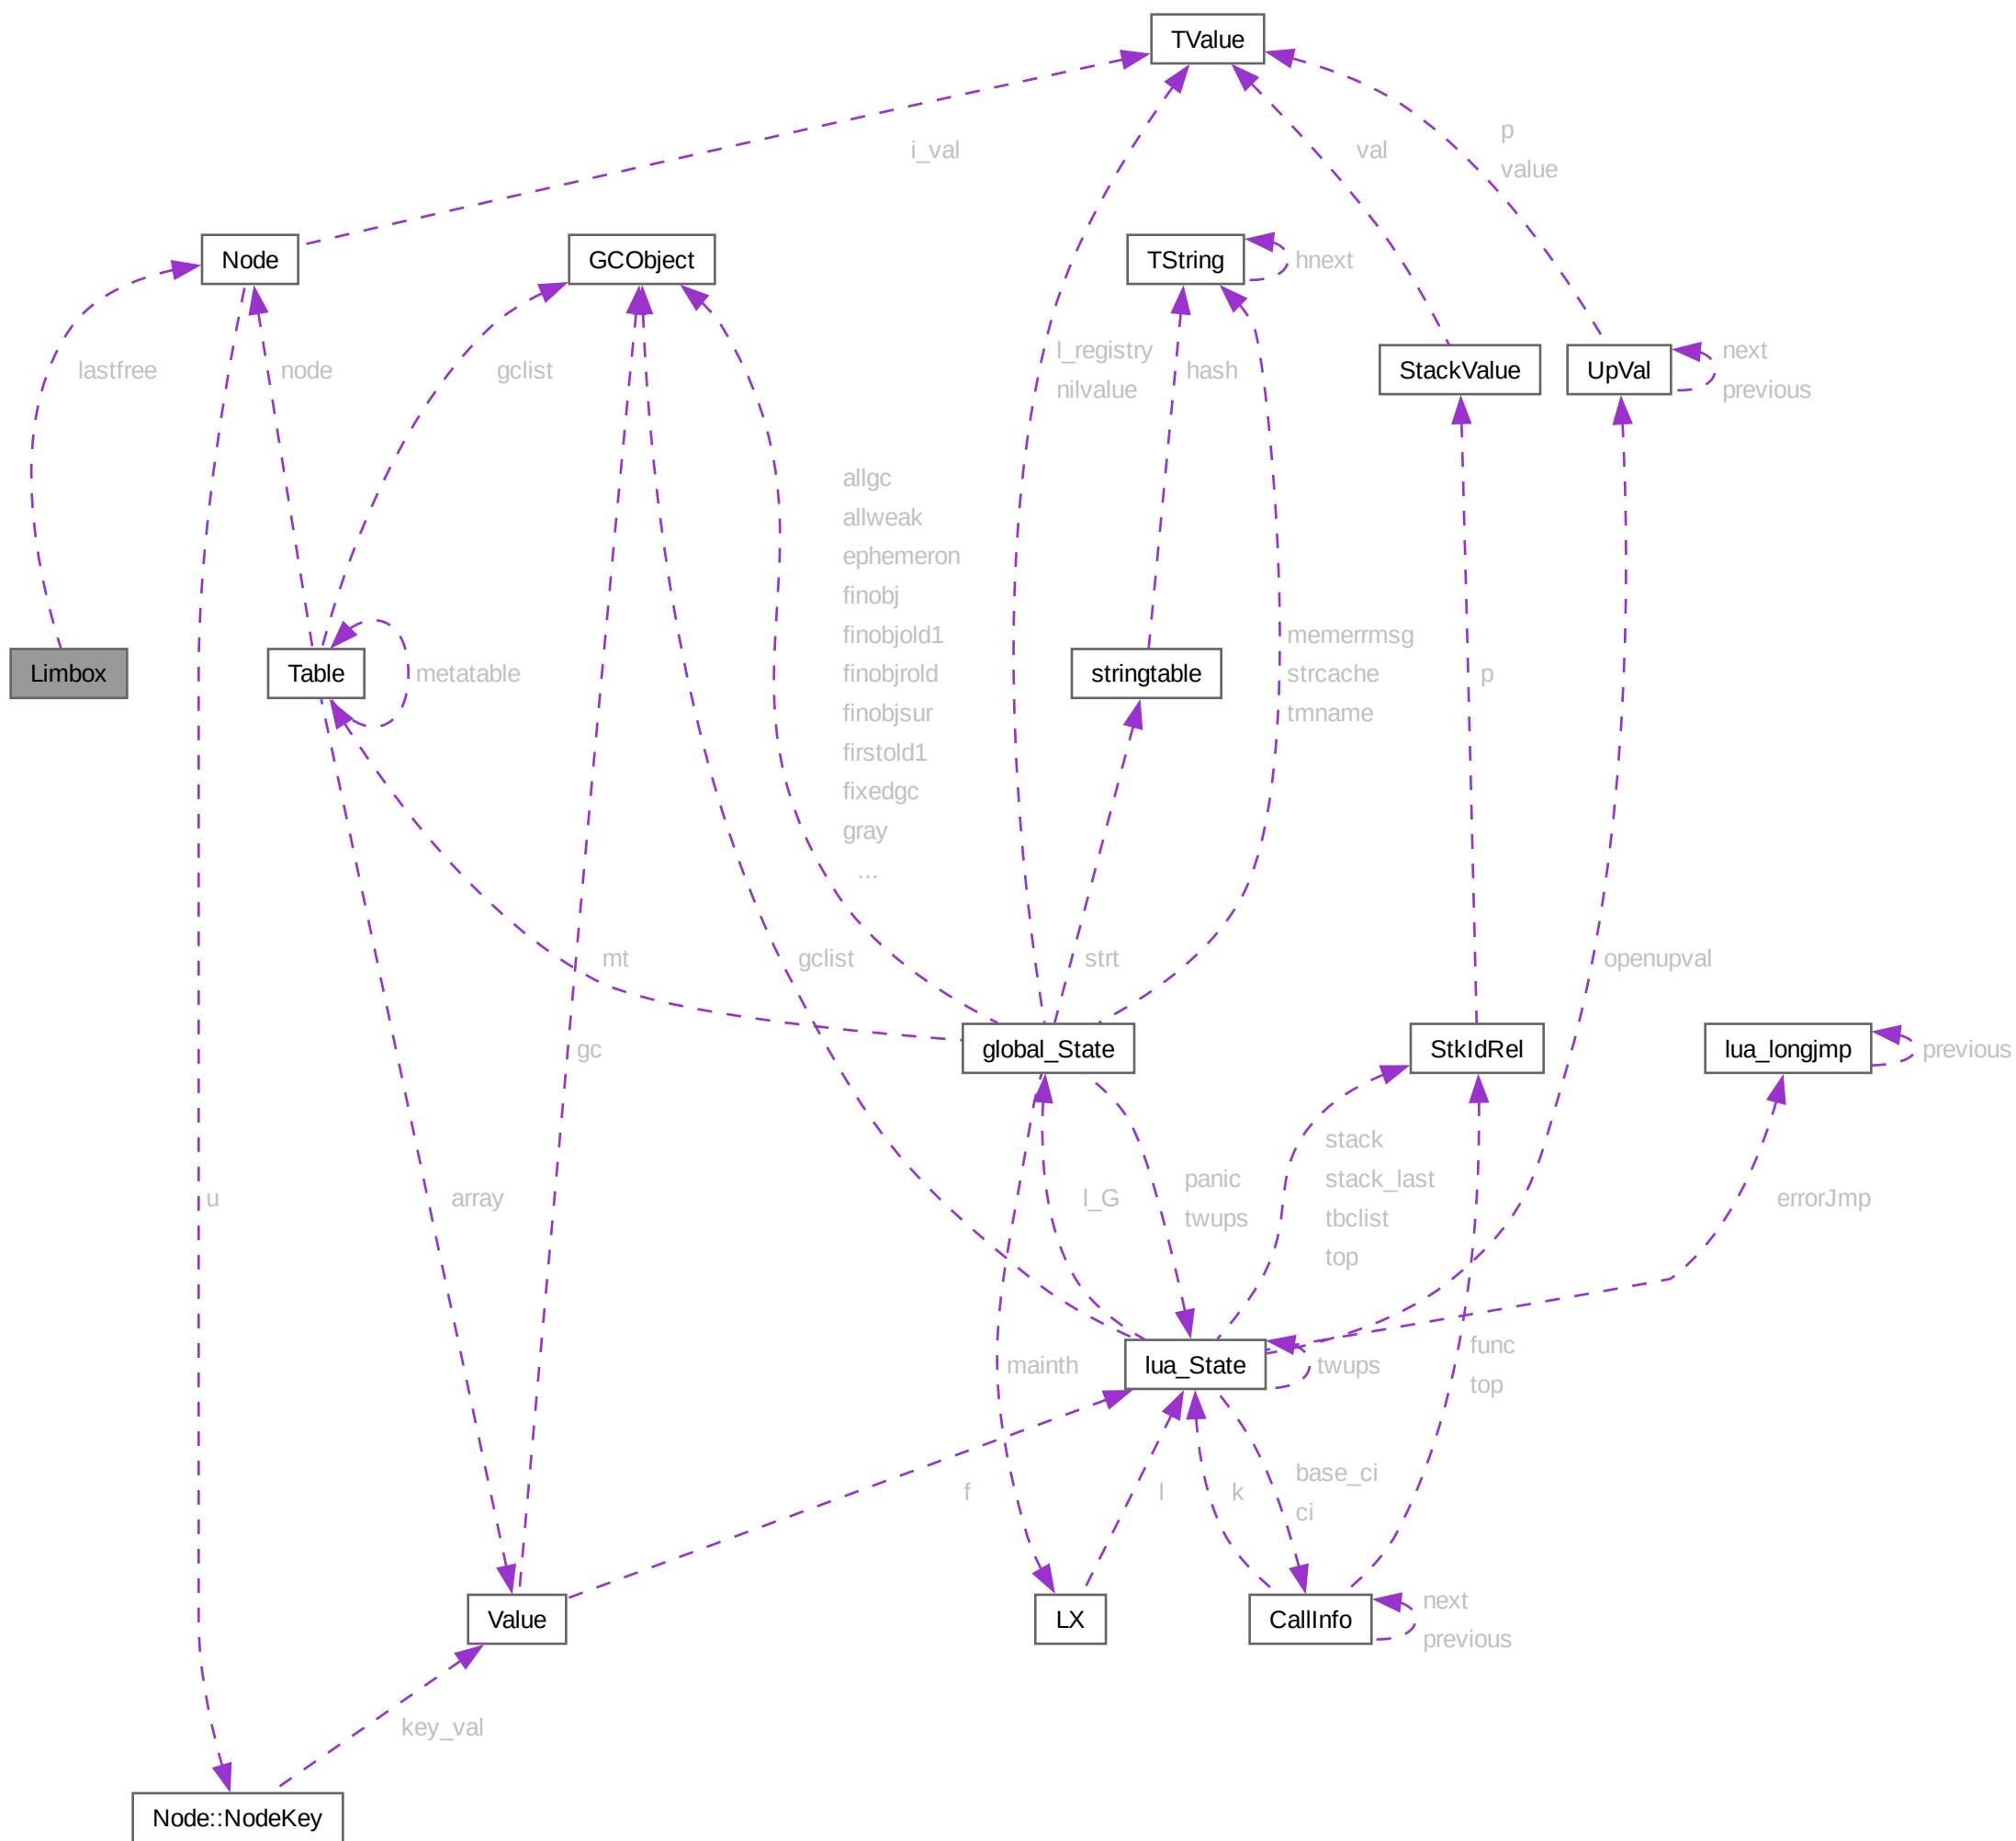 TValue
i_val
val
p
value
Node
GCObject
TString
hnext
lastfree
node
gclist
l_registry
nilvalue
hash
StackValue
UpVal
next
previous
allgc
allweak
ephemeron
finobj
finobjold1
finobjrold
finobjsur
firstold1
fixedgc
gray
...
Limbox
Table
metatable
stringtable
memerrmsg
strcache
tmname
p
mt
gclist
strt
openupval
gc
global_State
StkIdRel
lua_longjmp
previous
u
array
l_G
panic
twups
stack
stack_last
tbclist
top
errorJmp
mainth
lua_State
twups
func
top
f
l
k
base_ci
ci
Value
LX
CallInfo
next
previous
key_val
Node::NodeKey